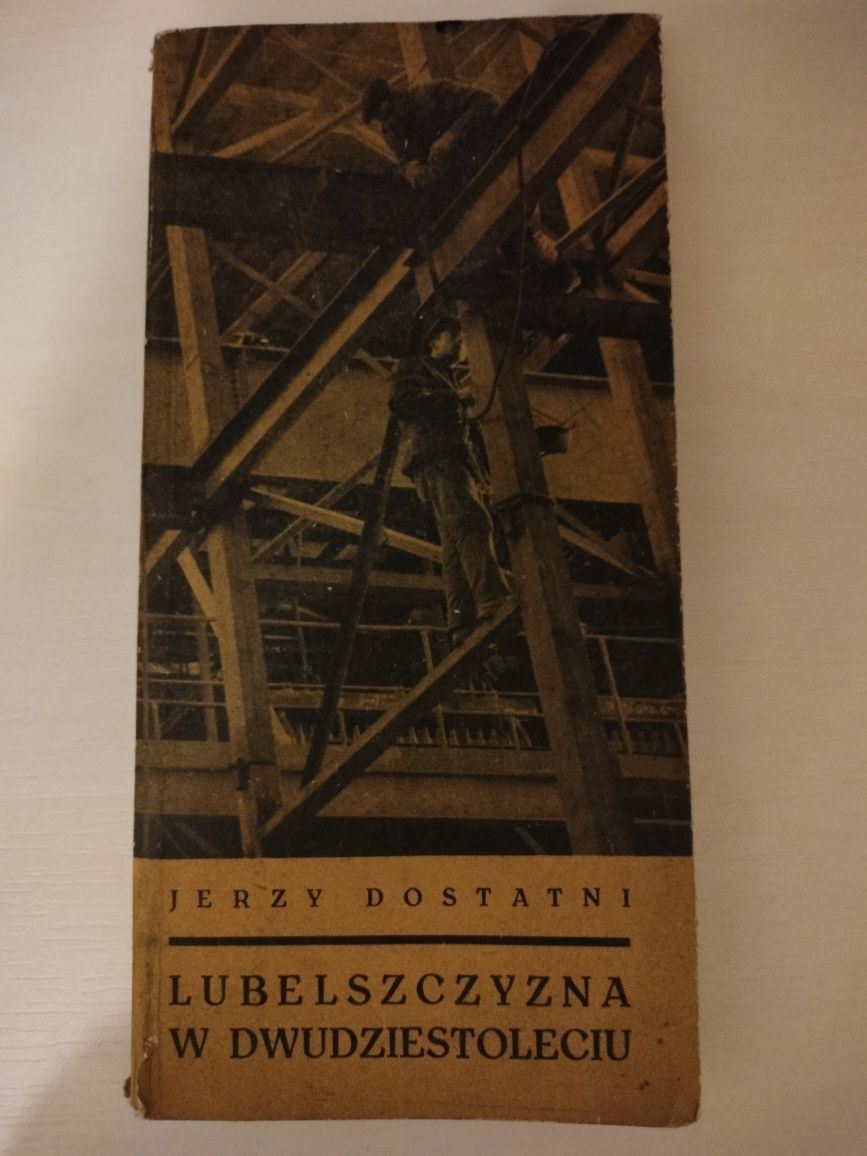 JERZY DOSTATNI
LUBELSZCZYZNA
W DWUDZIESTOLECIU